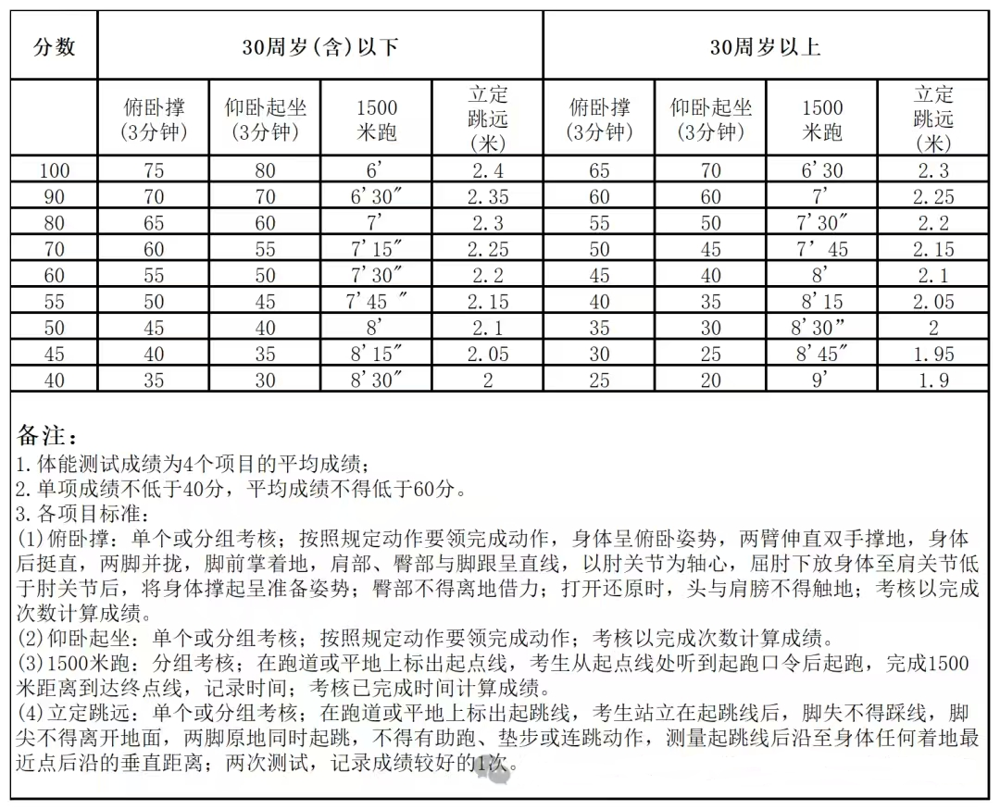 分数 30周岁(含)以下 30周岁以上
俯卧撑(3分钟) 仰卧起坐(3分钟) 1500米跑 立定跳远(米) 俯卧撑(3分钟) 仰卧起坐(3分钟) 1500米跑 立定跳远(米)
100 75 80 6' 2.4 65 70 6'30 2.3
90 70 70 6'30″ 2.35 60 60 7' 2.25
80 65 60 7' 2.3 55 50 7'30″ 2.2
70 60 55 7'15″ 2.25 50 45 7’45 2.15
60 55 50 7'30″ 2.2 45 40 8' 2.1
55 50 45 7'45 ″ 2.15 40 35 8'15 2.05
50 45 40 8' 2.1 35 30 8'30” 2
45 40 35 8'15″ 2.05 30 25 8'45″ 1.95
40 35 30 8'30″ 2 25 20 9' 1.9
备注：
1.体能测试成绩为4个项目的平均成绩；
2.单项成绩不低于40分，平均成绩不得低于60分。
3.各项目标准：
(1)俯卧撑：单个或分组考核；按照规定动作要领完成动作，身体呈俯卧姿势，两臂伸直双手撑地，身体
后挺直，两脚并拢，脚前掌着地，肩部、臀部与脚跟呈直线，以肘关节为轴心，屈肘下放身体至肩关节低
于肘关节后，将身体撑起呈准备姿势；臀部不得离地借力；打开还原时，头与肩膀不得触地；考核以完成
次数计算成绩。
(2)仰卧起坐：单个或分组考核；按照规定动作要领完成动作；考核以完成次数计算成绩。
(3)1500米跑：分组考核；在跑道或平地上标出起点线，考生从起点线处听到起跑口令后起跑，完成1500
米距离到达终点线，记录时间；考核已完成时间计算成绩。
(4)立定跳远：单个或分组考核；在跑道或平地上标出起跳线，考生站立在起跳线后，脚失不得踩线，脚
尖不得离开地面，两脚原地同时起跳，不得有助跑、垫步或连跳动作，测量起跳线后沿至身体任何着地最
近点后沿的垂直距离；两次测试，记录成绩较好的1次。